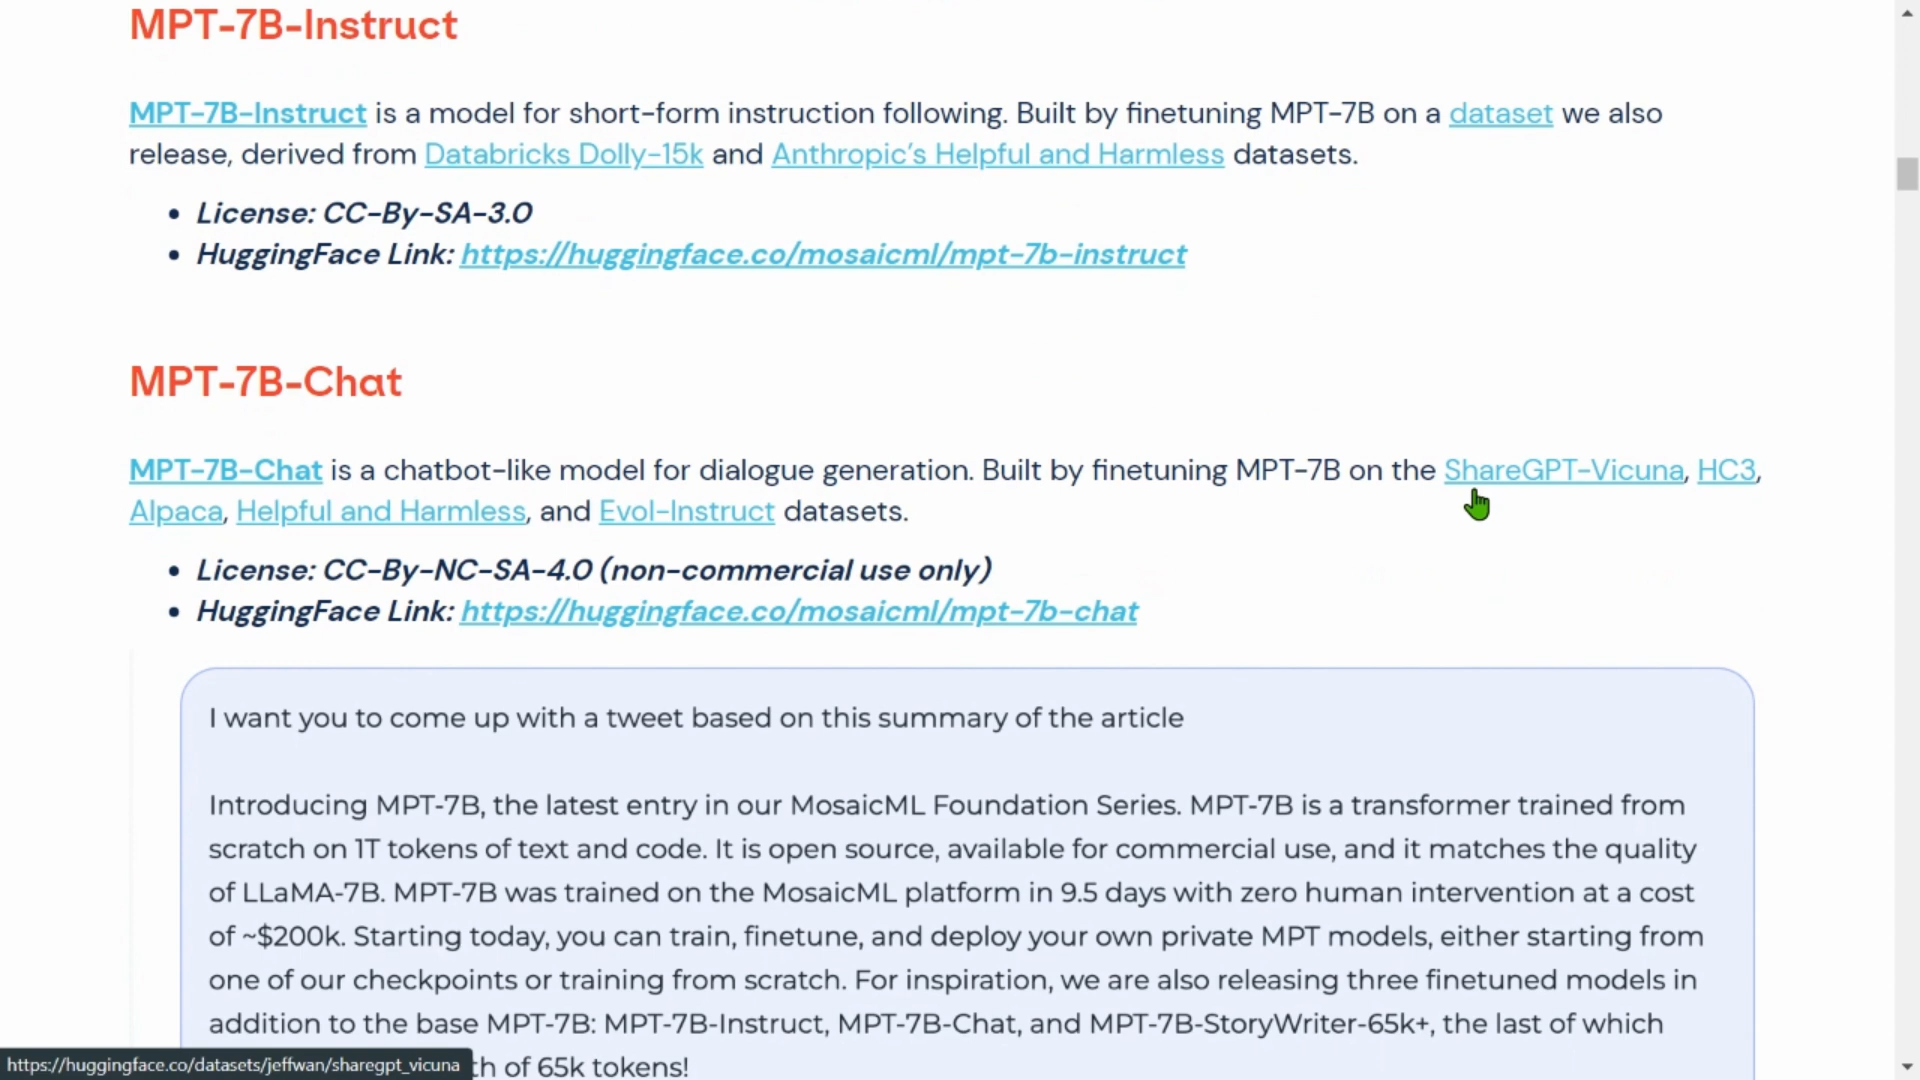 MPT-7B-Instruct
MPT-7B-Instruct is a model for short-form instruction following. Built by finetuning MPT-7B on a dataset we also
release, derived from Databricks Dolly-15k and Anthropic's Helpful and Harmless datasets.
• License: CC-By-SA-3.0
• HuggingFace Link: https://huggingface.co/mosaicml/mpt-7b-instruct
MPT-7B-Chat
MPT-7B-Chat is a chatbot-like model for dialogue generation. Built by finetuning MPT-7B on the ShareGPT-Vicuna, HC3,
Alpaca, Helpful and Harmless, and Evol-Instruct datasets.
• License: CC-By-NC-SA-4.0 (non-commercial use only)
• HuggingFace Link: https://huggingface.co/mosaicml/mpt-7b-chat
I want you to come up with a tweet based on this summary of the article
Introducing MPT-7B, the latest entry in our MosaicML Foundation Series. MPT-7B is a transformer trained from
scratch on 1T tokens of text and code. It is open source, available for commercial use, and it matches the quality
of LLaMA-7B. MPT-7B was trained on the MosaicML platform in 9.5 days with zero human intervention at a cost
of ~$200k. Starting today, you can train, finetune, and deploy your own private MPT models, either starting from
one of our checkpoints or training from scratch. For inspiration, we are also releasing three finetuned models in
addition to the base MPT-7B: MPT-7B-Instruct, MPT-7B-Chat, and MPT-7B-StoryWriter-65k+, the last of which
th of 65k tokens!
https://huggingface.co/datasets/jeffwan/sharegpt_vicuna